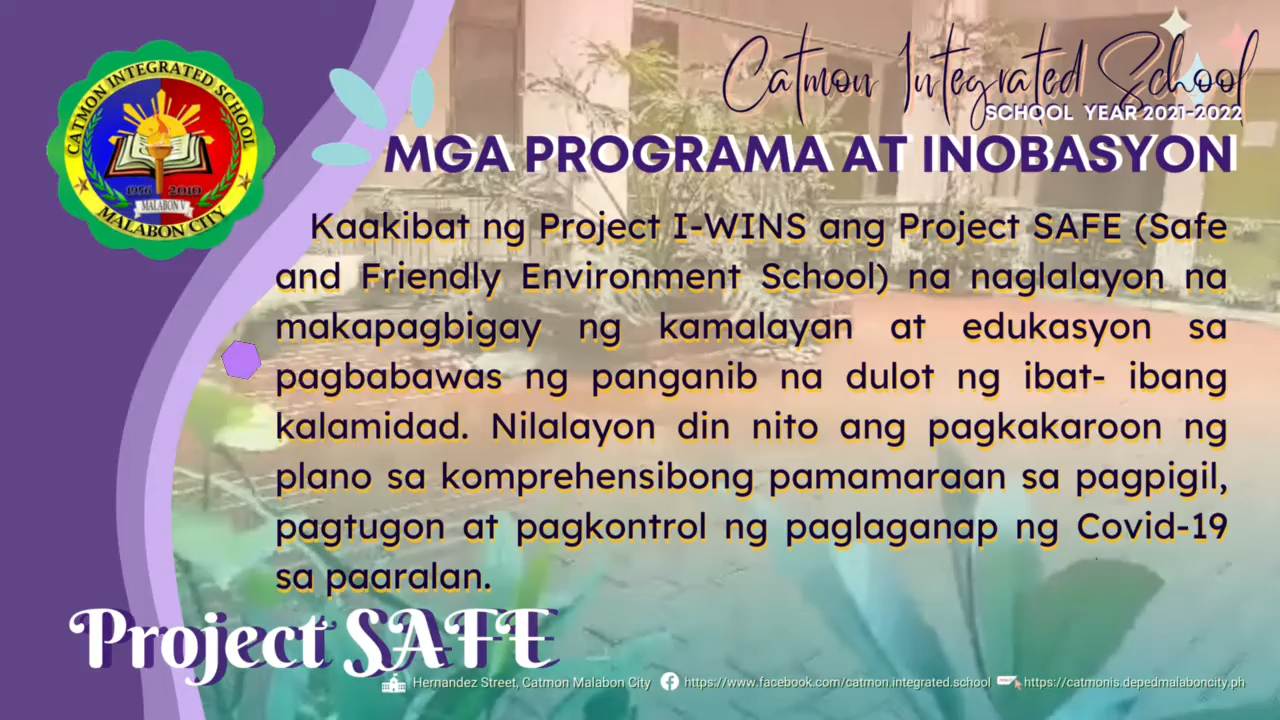 CATMON INTEGRATED SCHOOL
1956 2010
MALABON V
MALABON CITY
Catmon Integrated School
SCHOOL YEAR 2021-2022
MGA PROGRAMA AT INOBASYON
Kaakibat ng Project I-WINS ang Project SAFE (Safe
and Friendly Environment School) na naglalayon na
makapagbigay ng kamalayan at edukasyon sa
pagbabawas ng panganib na dulot ng ibat- ibang
kalamidad. Nilalayon din nito ang pagkakaroon ng
plano sa komprehensibong pamamaraan sa pagpigil,
pagtugon at pagkontrol ng paglaganap ng Covid-19
sa paaralan.
Project SAFE
Hernandez Street, Catmon Malabon City https://www.facebook.com/catmon.integrated.school https://catmonis.depedmaloboncity.ph